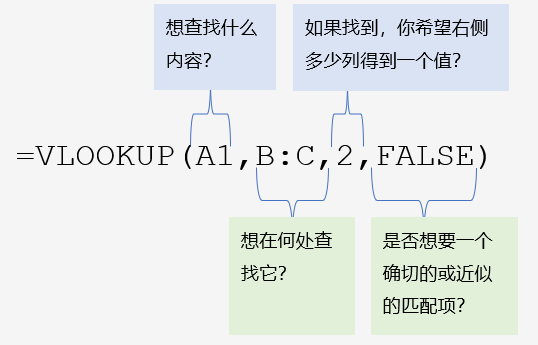 想查找什么
内容？
如果找到，你希望右侧
多少列得到一个值？
=VLOOKUP(A1,B:C,2,FALSE)
想在何处查
找它？
是否想要一个
确切的或近似
的匹配项？